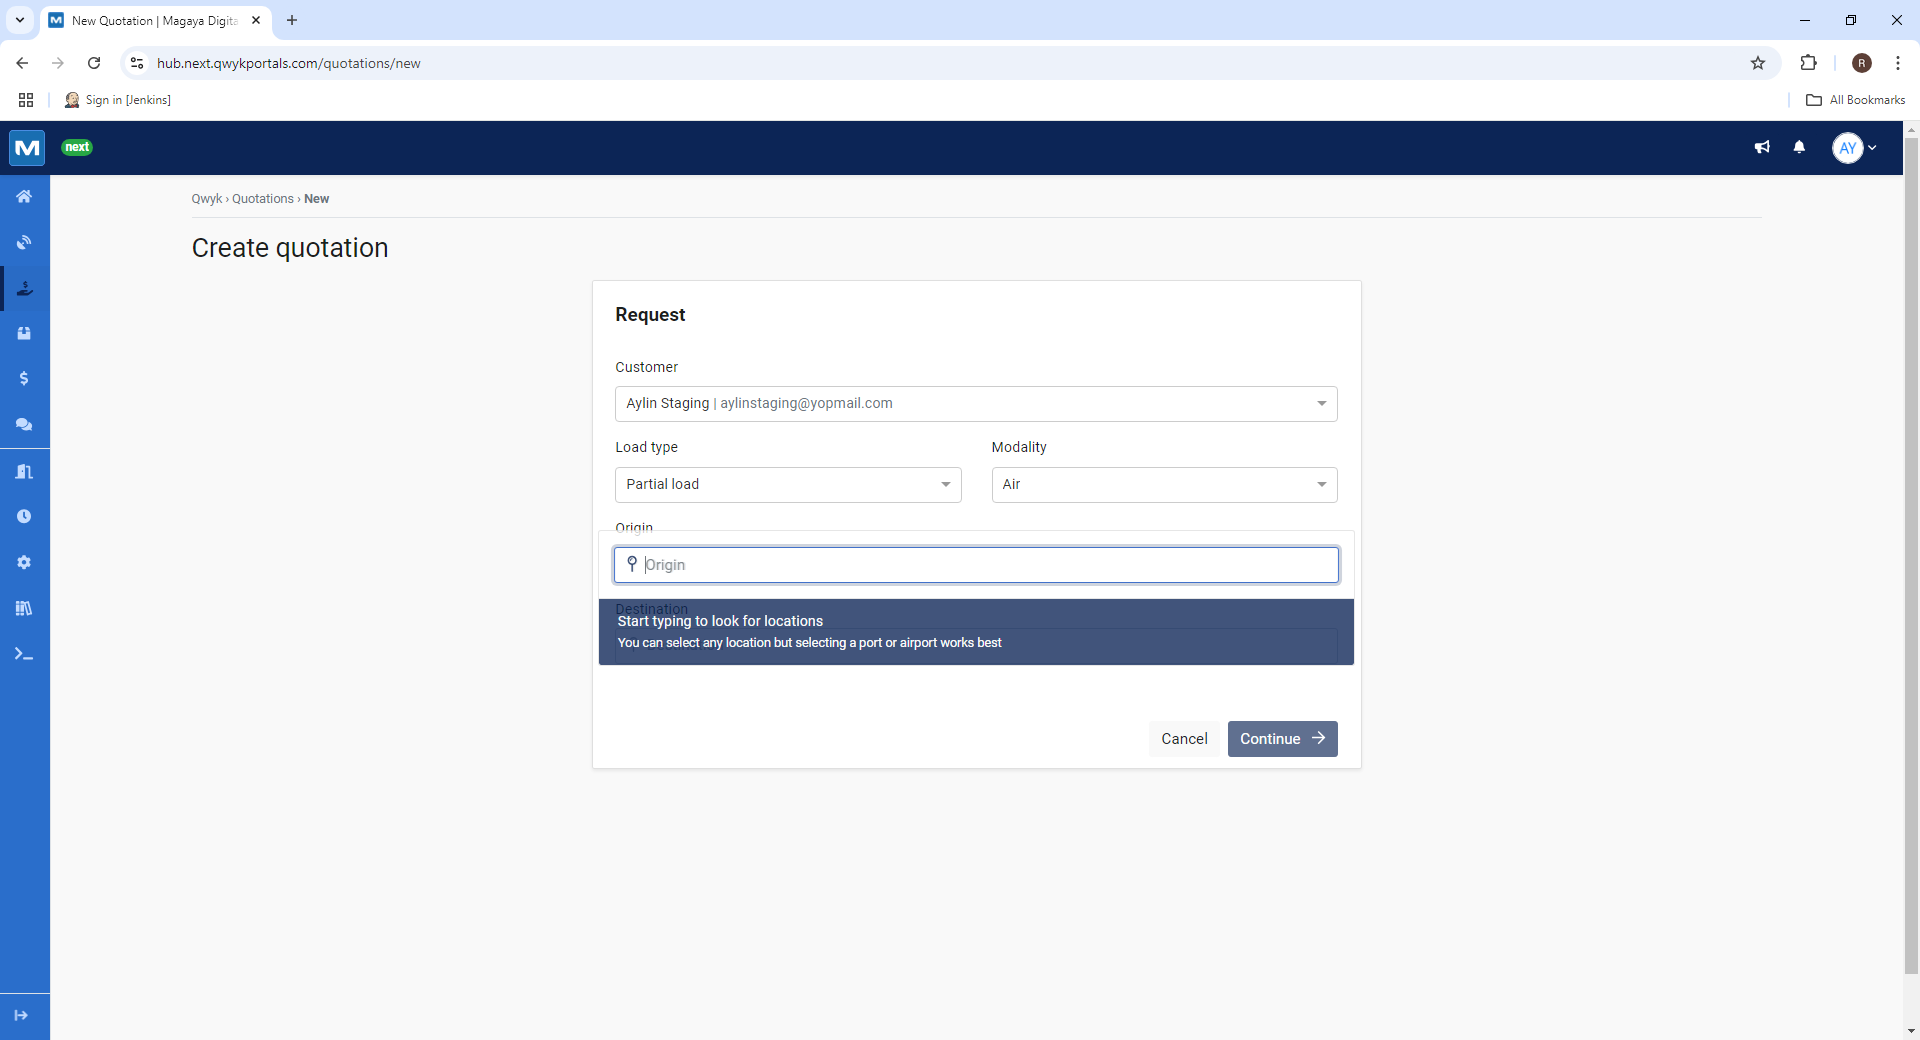 New Quotation | Magaya Digita
hub.next.qwykportals.com/quotations/new
R
Sign in [Jenkins]
All Bookmarks
M
next
AY
Qwyk › Quotations › New
Create quotation
Request
Customer
Aylin Staging | aylinstaging@yopmail.com
Load type
Modality
Partial load
Air
Origin
Origin
Destination
Start typing to look for locations
You can select any location but selecting a port or airport works best
Cancel
Continue